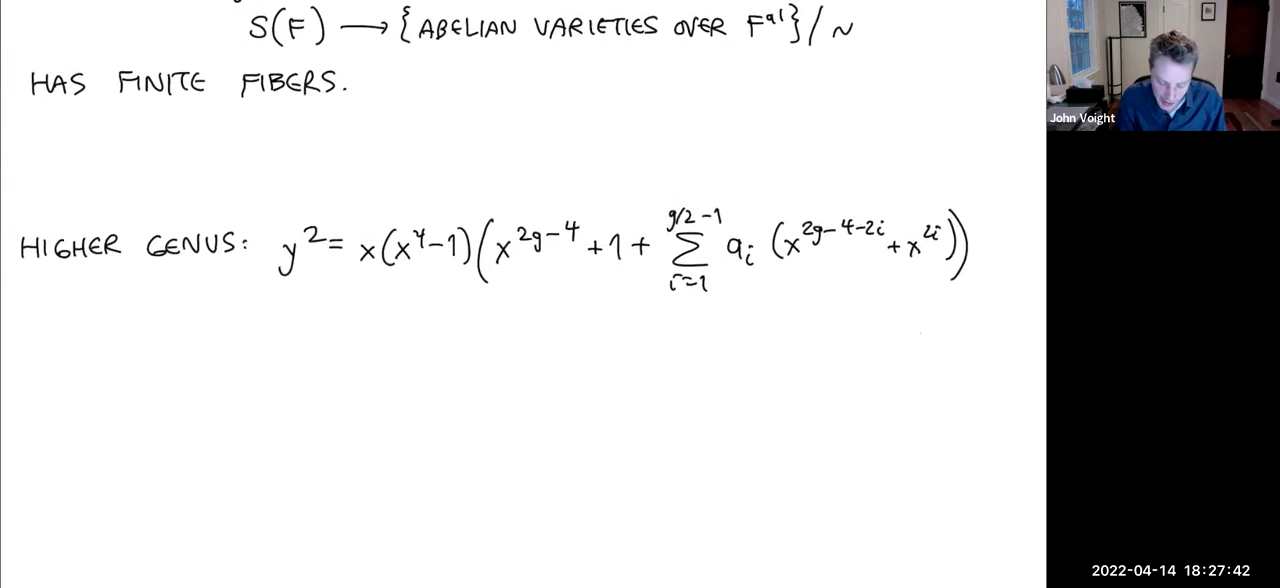 S(F) → {ABELIAN VARIETIES OVER F^al}/~
HAS FINITE FIBERS.
HIGHER GENUS: y^2 = x(x^4-1)(x^{2g-4}+1+∑_{i=1}^{g/2-1} a_i (x^{2g-4-2i}+x^{2i}))
John Voight
2022-04-14 18:27:42